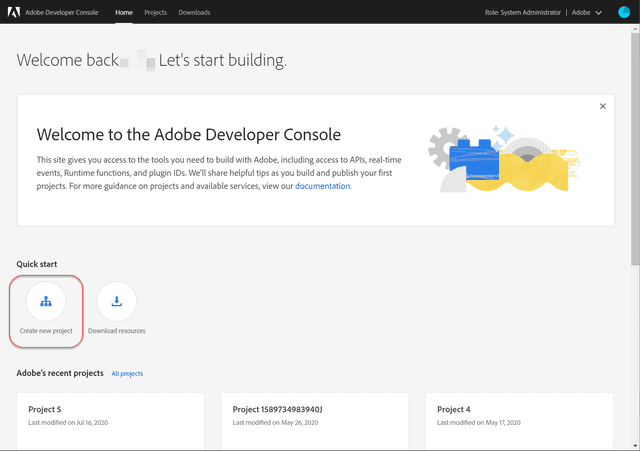 Adobe Developer Console Home Projects Downloads Role: System Administrator | Adobe
Welcome back Let's start building.
Welcome to the Adobe Developer Console
This site gives you access to the tools you need to build with Adobe, including access to APIs, real-time
events, Runtime functions, and plugin IDs. We'll share helpful tips as you build and publish your first
projects. For more guidance on projects and available services, view our documentation.
Quick start
Create new project Download resources
Adobe's recent projects All projects
Project 5 Project 1589734983940J Project 4
Last modified on Jul 16, 2020 Last modified on May 26, 2020 Last modified on May 17, 2020